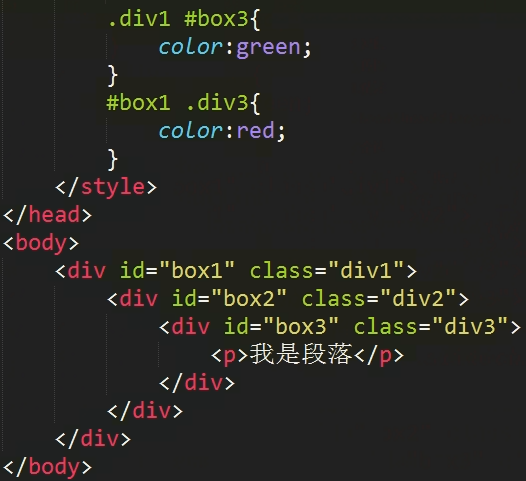 .div1 #box3{
color:green;
}
#box1 .div3{
color:red;
}
</style>
</head>
<body>
<div id="box1" class="div1">
<div id="box2" class="div2">
<div id="box3" class="div3">
<p>我是段落</p>
</div>
</div>
</div>
</body>